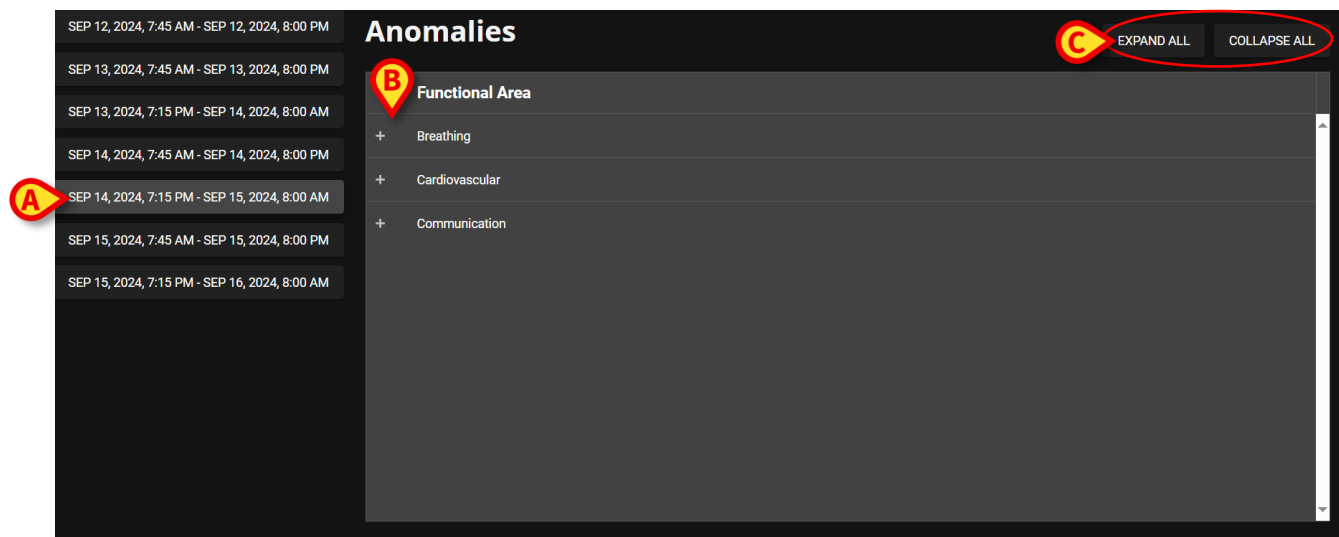 SEP 12, 2024, 7:45 AM - SEP 12, 2024, 8:00 PM
SEP 13, 2024, 7:45 AM - SEP 13, 2024, 8:00 PM
SEP 13, 2024, 7:15 PM - SEP 14, 2024, 8:00 AM
SEP 14, 2024, 7:45 AM - SEP 14, 2024, 8:00 PM
A
SEP 14, 2024, 7:15 PM - SEP 15, 2024, 8:00 AM
SEP 15, 2024, 7:45 AM - SEP 15, 2024, 8:00 PM
SEP 15, 2024, 7:15 PM - SEP 16, 2024, 8:00 AM
Anomalies
C
EXPAND ALL
COLLAPSE ALL
B
Functional Area
+ Breathing
+ Cardiovascular
+ Communication